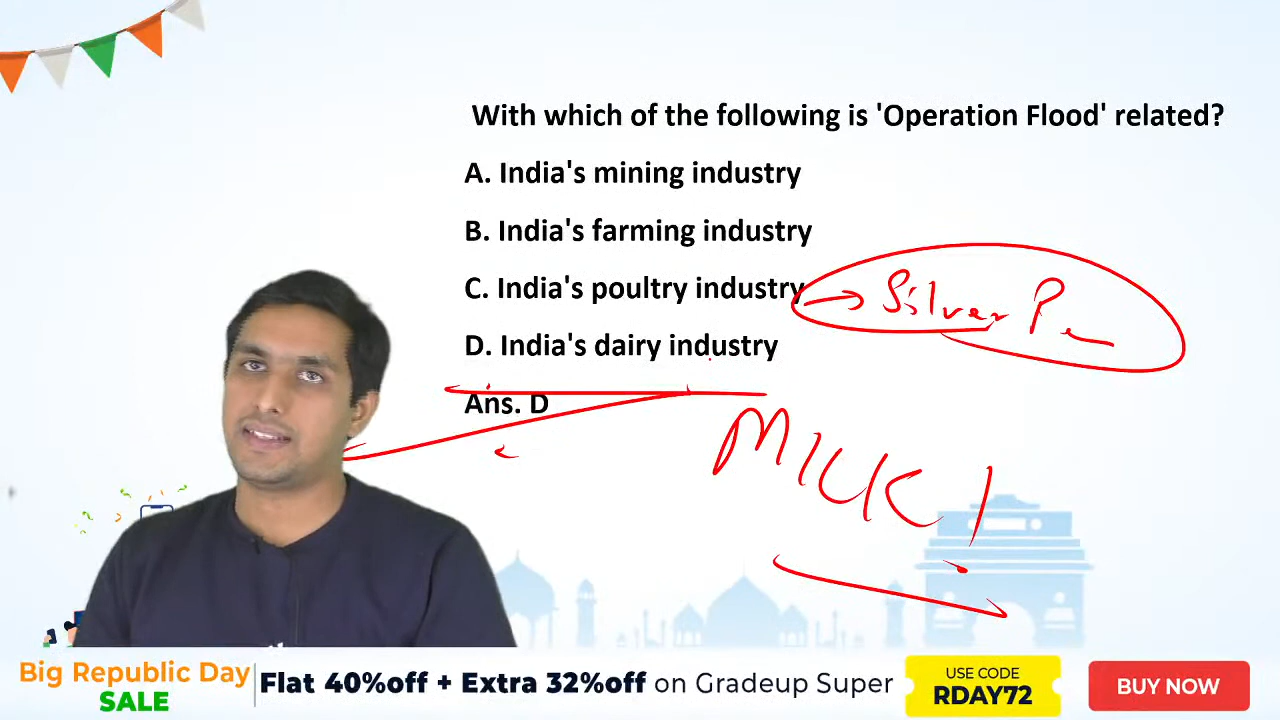 With which of the following is 'Operation Flood' related?
A. India's mining industry
B. India's farming industry
C. India's poultry industry
→ Silver
D. India's dairy industry
Ans. D
MILK!
Big Republic Day
SALE
Flat 40%off + Extra 32%off on Gradeup Super
USE CODE
RDAY72
BUY NOW